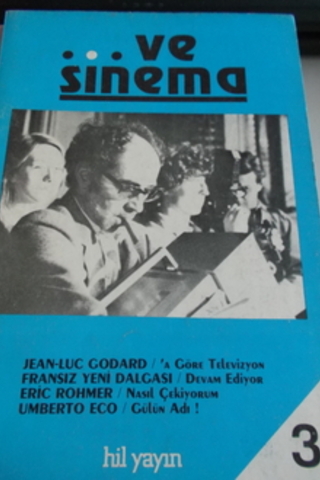 ...ve
sinema
JEAN-LUC GODARD / 'a Göre Televizyon
FRANSIZ YENİ DALGASI / Devam Ediyor
ERIC ROHMER / Nasıl Çekiyorum
UMBERTO ECO / Gülün Adı !
3
hil yayın